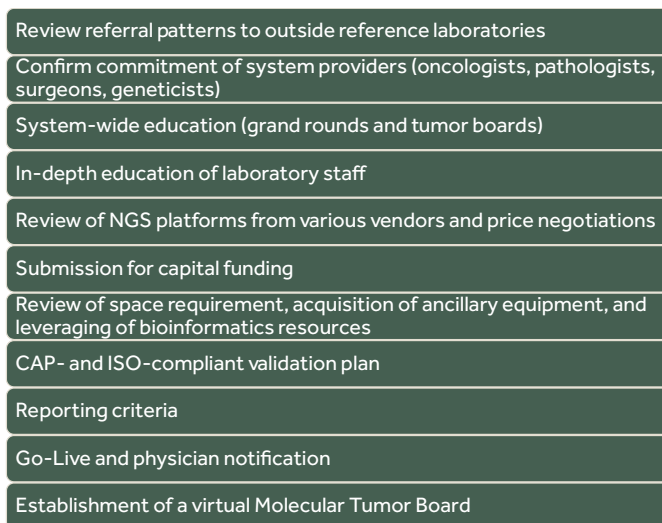 Review referral patterns to outside reference laboratories
Confirm commitment of system providers (oncologists, pathologists,
surgeons, geneticists)
System-wide education (grand rounds and tumor boards)
In-depth education of laboratory staff
Review of NGS platforms from various vendors and price negotiations
Submission for capital funding
Review of space requirement, acquisition of ancillary equipment, and
leveraging of bioinformatics resources
CAP- and ISO-compliant validation plan
Reporting criteria
Go-Live and physician notification
Establishment of a virtual Molecular Tumor Board